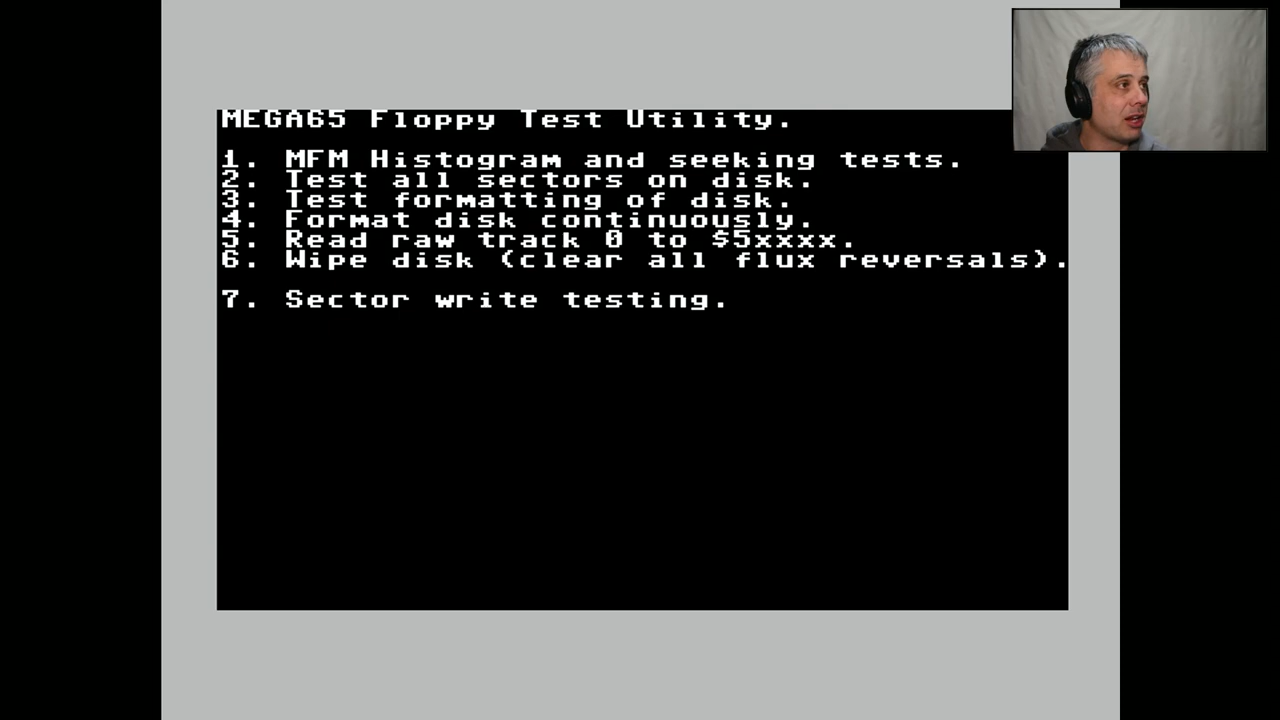 MEGA65 Floppy Test Utility.
1. MFM Histogram and seeking tests.
2. Test all sectors on disk.
3. Test formatting of disk.
4. Format disk continuously.
5. Read raw track 0 to $5xxxx.
6. Wipe disk (clear all flux reversals).
7. Sector write testing.